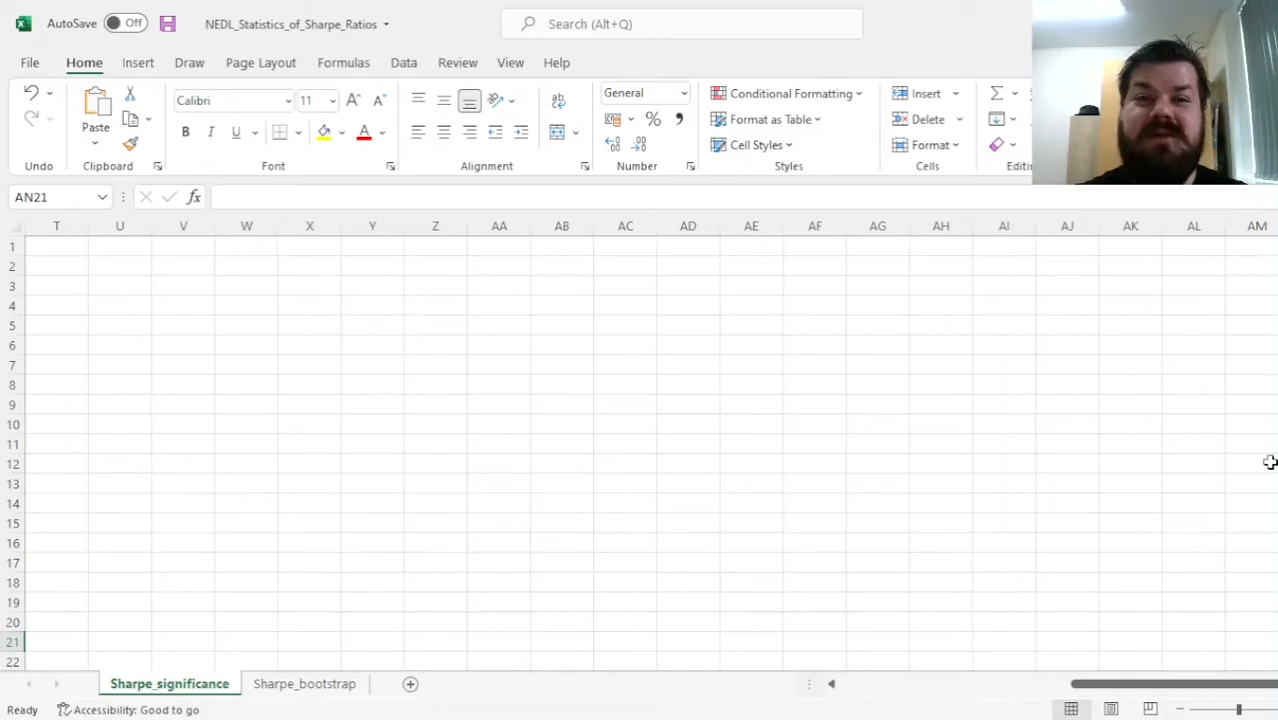 AutoSave Off NEDL_Statistics_of_Sharpe_Ratios Search (Alt+Q)
File Home Insert Draw Page Layout Formulas Data Review View Help
Calibri 11 General Conditional Formatting Insert
Paste B I U A % , Format as Table Delete
Cell Styles Format
Undo Clipboard Font Alignment Number Styles Cells Editin
AN21 fx
T U V W X Y Z AA AB AC AD AE AF AG AH AI AJ AK AL AM
1
2
3
4
5
6
7
8
9
10
11
12
13
14
15
16
17
18
19
20
21
22
Sharpe_significance Sharpe_bootstrap
Ready Accessibility: Good to go